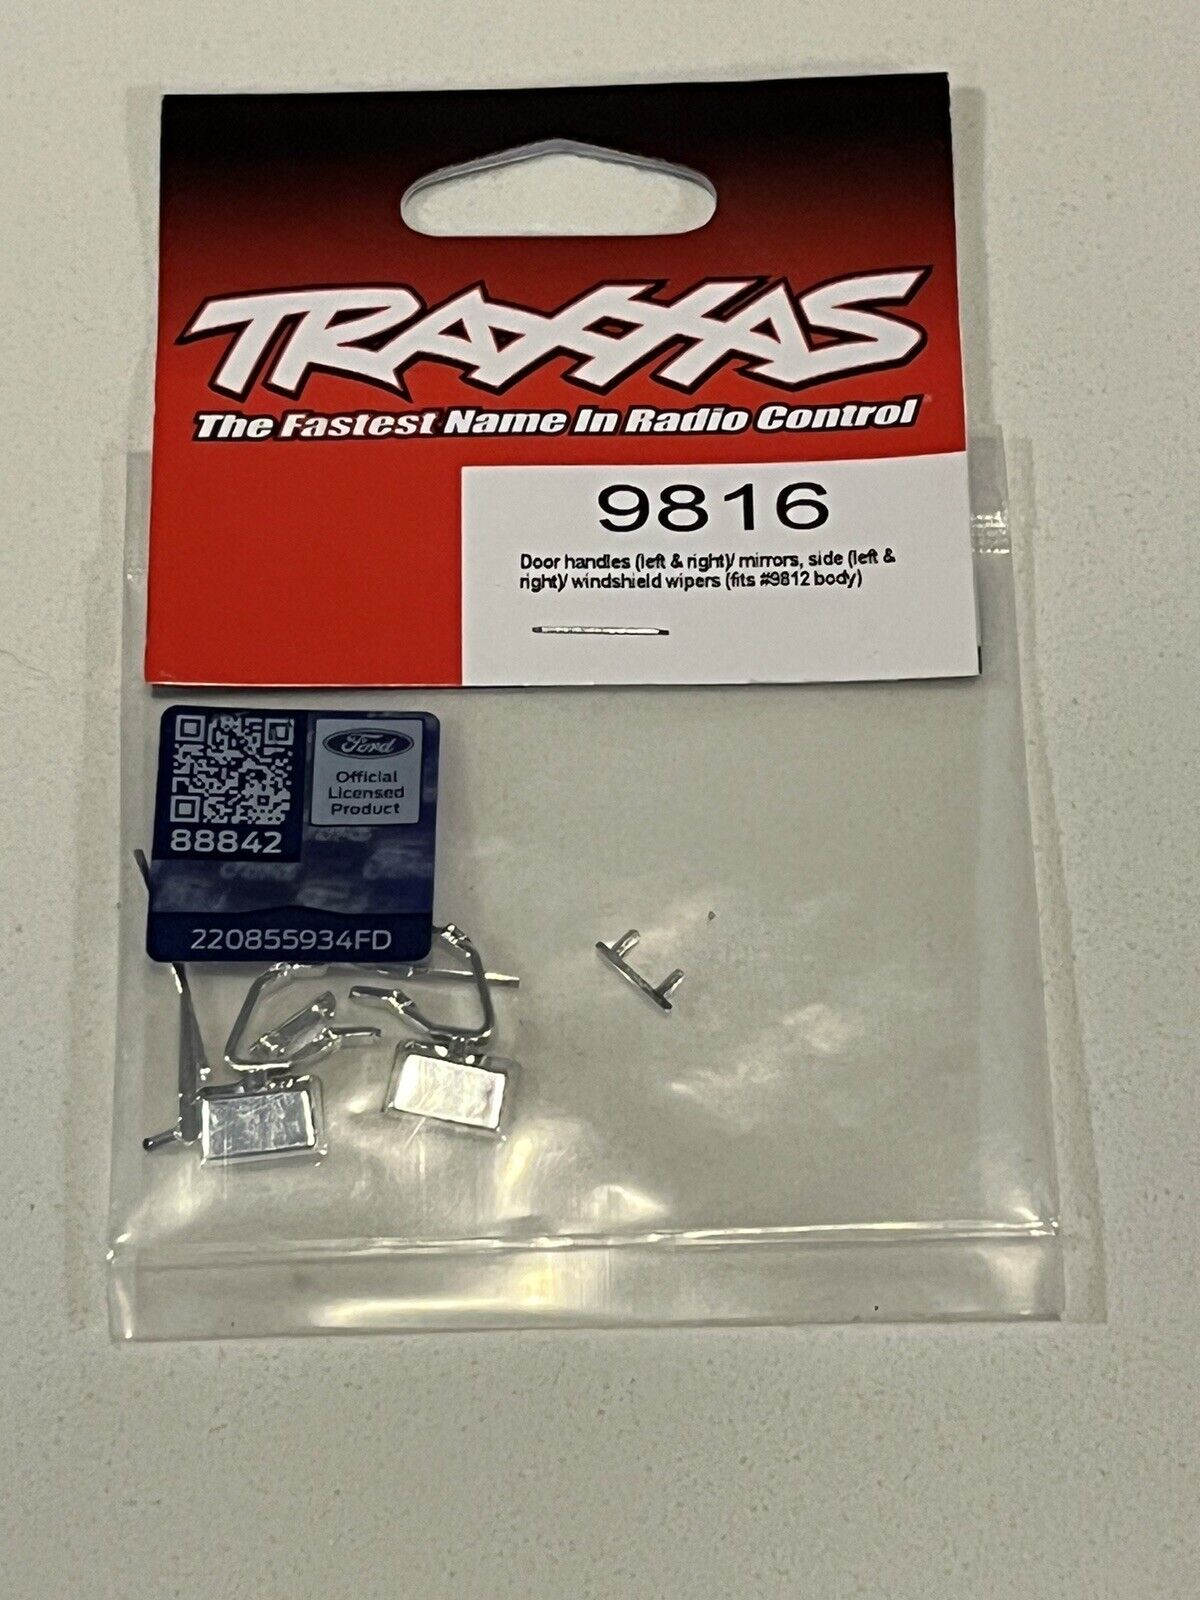 TRAXXAS
The Fastest Name In Radio Control
9816
Door handles (left & right)/ mirrors, side (left &
right)/ windshield wipers (fits #9812 body)
Ford
Official
Licensed
Product
88842
220855934FD